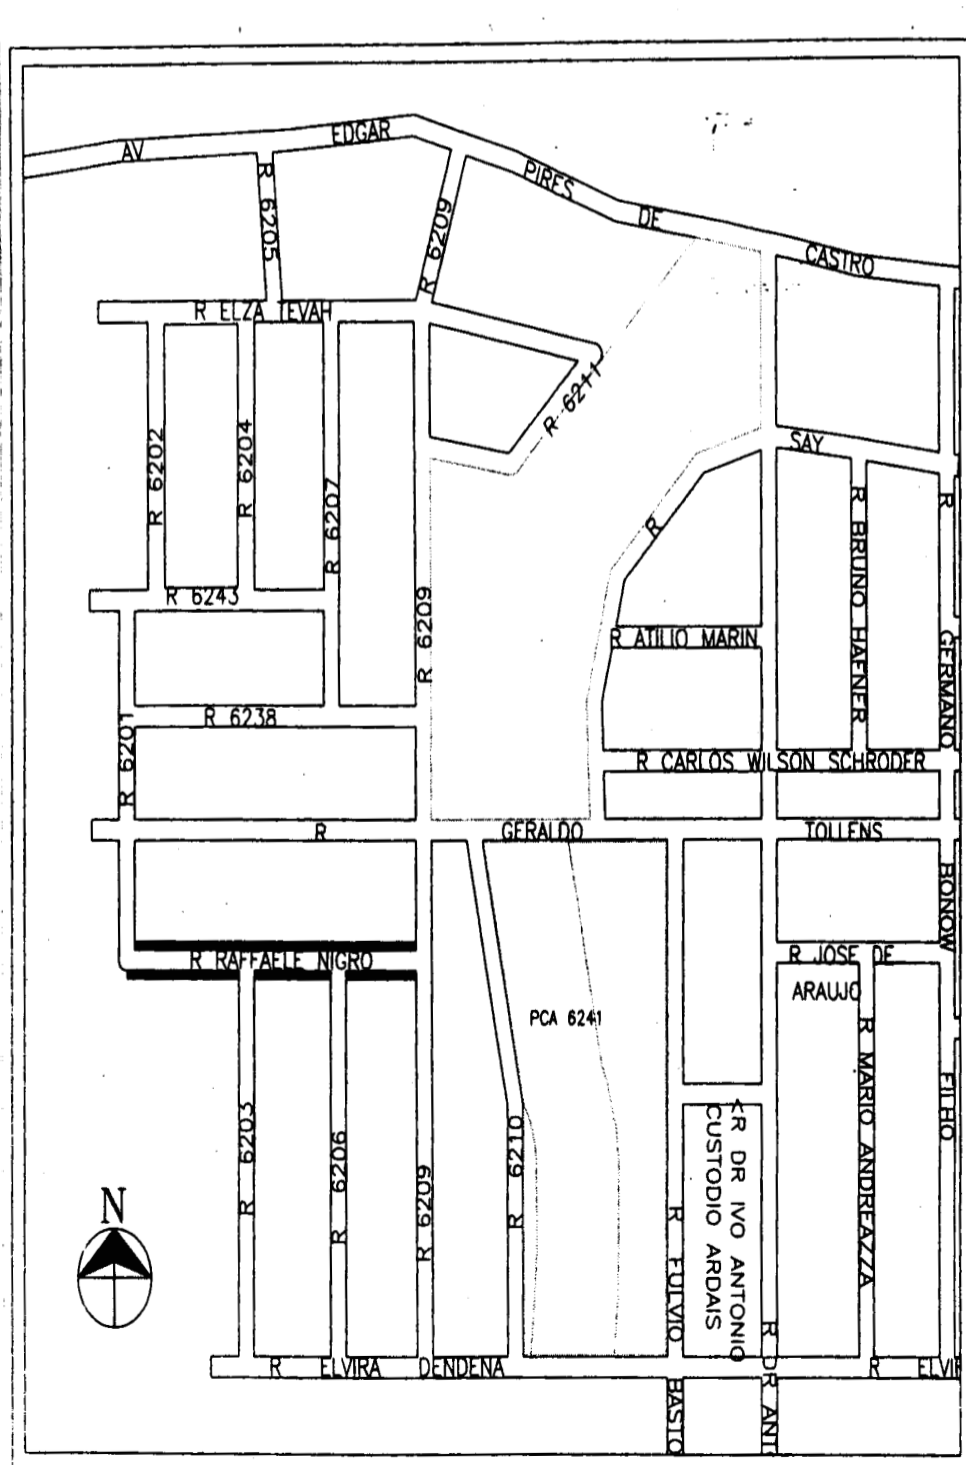 AV EDGAR PIRES DE CASTRO
R 6205
R 6209
R ELZA TEVAH
R 6211
R 6202
R 6204
R 6207
R SAY
R BRUNO HAENER
R GERMANO BONOW FILHO
R 6243
R 6209
R ATILIO MARIN
R 6238
R 6201
R CARLOS WILSON SCHRODER
R GERALDO TOLLENS
R RAFFAELE NIGRO
R JOSE DE
ARAUJO
PCA 6241
R MARIO ANDREAZZA
R 6203
R 6206
R 6209
R 6210
<R DR IVO ANTONIO
CUSTODIO ARDAIS
N
R FULVIO BASTO
R DR ANT
R ELVIRA DENDENA
R ELVIR